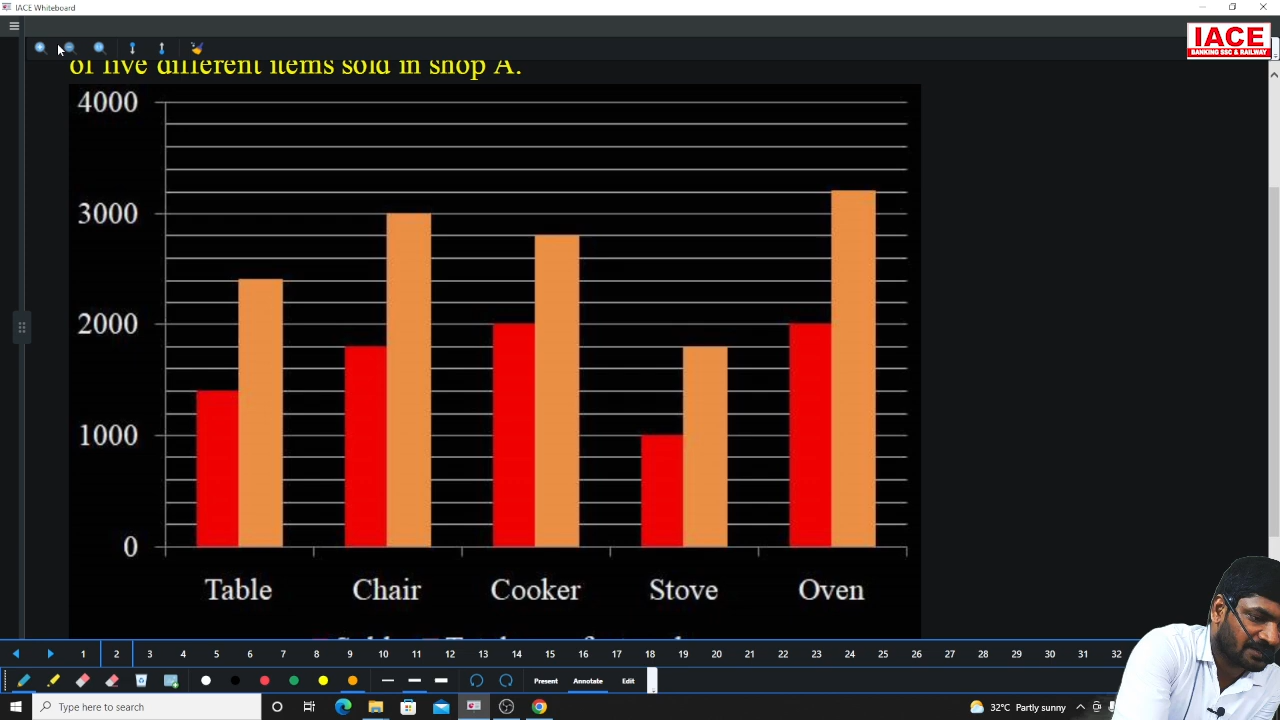 IACE Whiteboard
IACE
BANKING SSC & RAILWAY
of five different items sold in shop A.
4000
3000
2000
1000
0
Table Chair Cooker Stove Oven
1 2 3 4 5 6 7 8 9 10 11 12 13 14 15 16 17 18 19 20 21 22 23 24 25 26 27 28 29 30 31 32
Present Annotate Edit
Type here to search
32°C Partly sunny